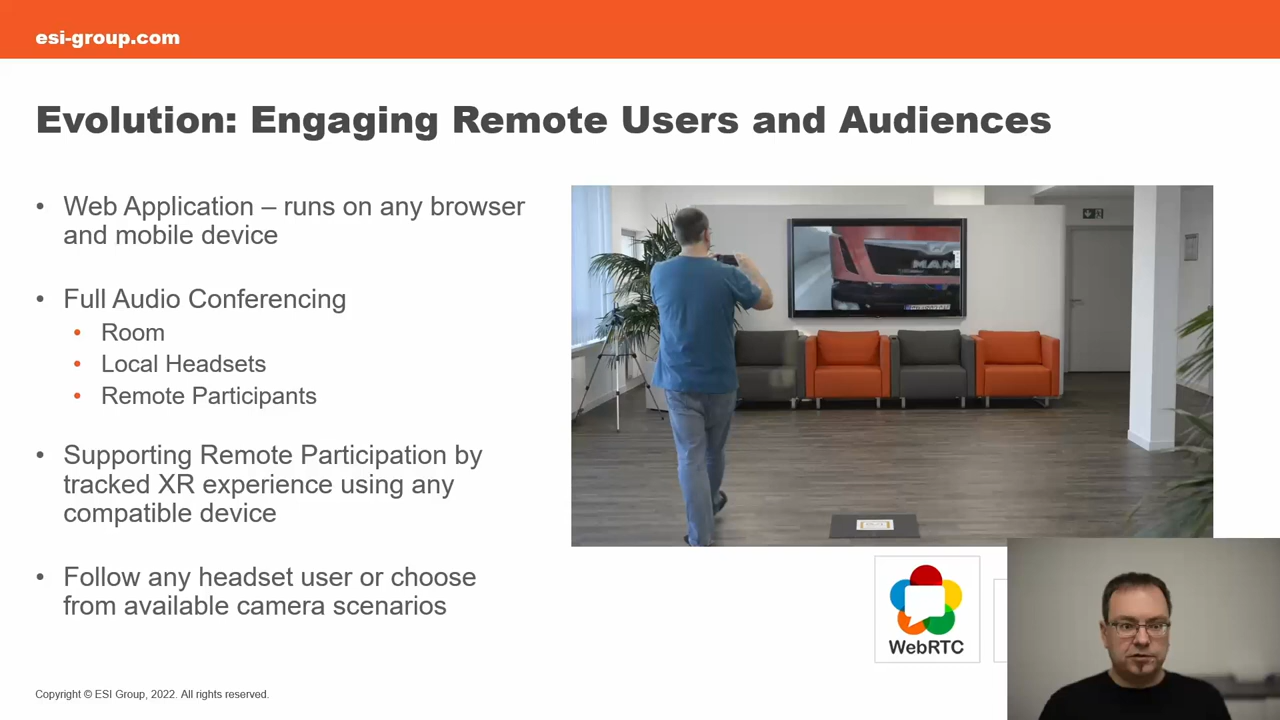 esi-group.com
Evolution: Engaging Remote Users and Audiences
• Web Application – runs on any browser
and mobile device
• Full Audio Conferencing
• Room
• Local Headsets
• Remote Participants
• Supporting Remote Participation by
tracked XR experience using any
compatible device
• Follow any headset user or choose
from available camera scenarios
MAN
WebRTC
Copyright © ESI Group, 2022. All rights reserved.